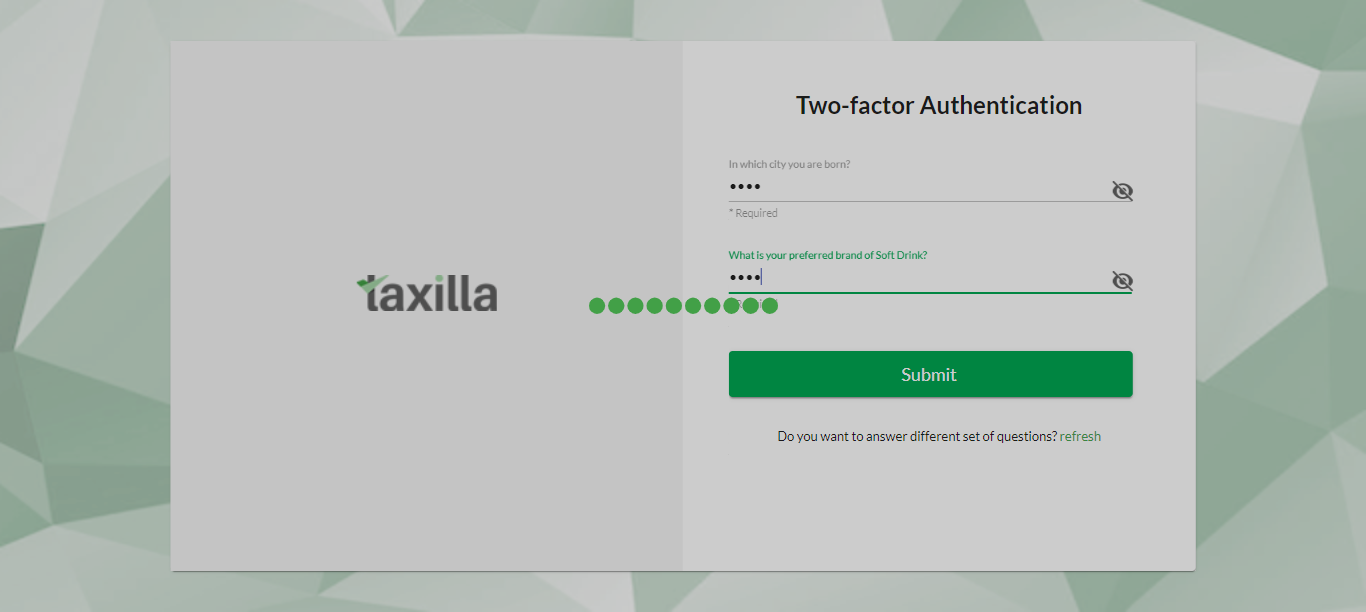 Two-factor Authentication
In which city you are born?
••••
* Required
taxilla
What is your preferred brand of Soft Drink?
••••
Submit
Do you want to answer different set of questions? refresh